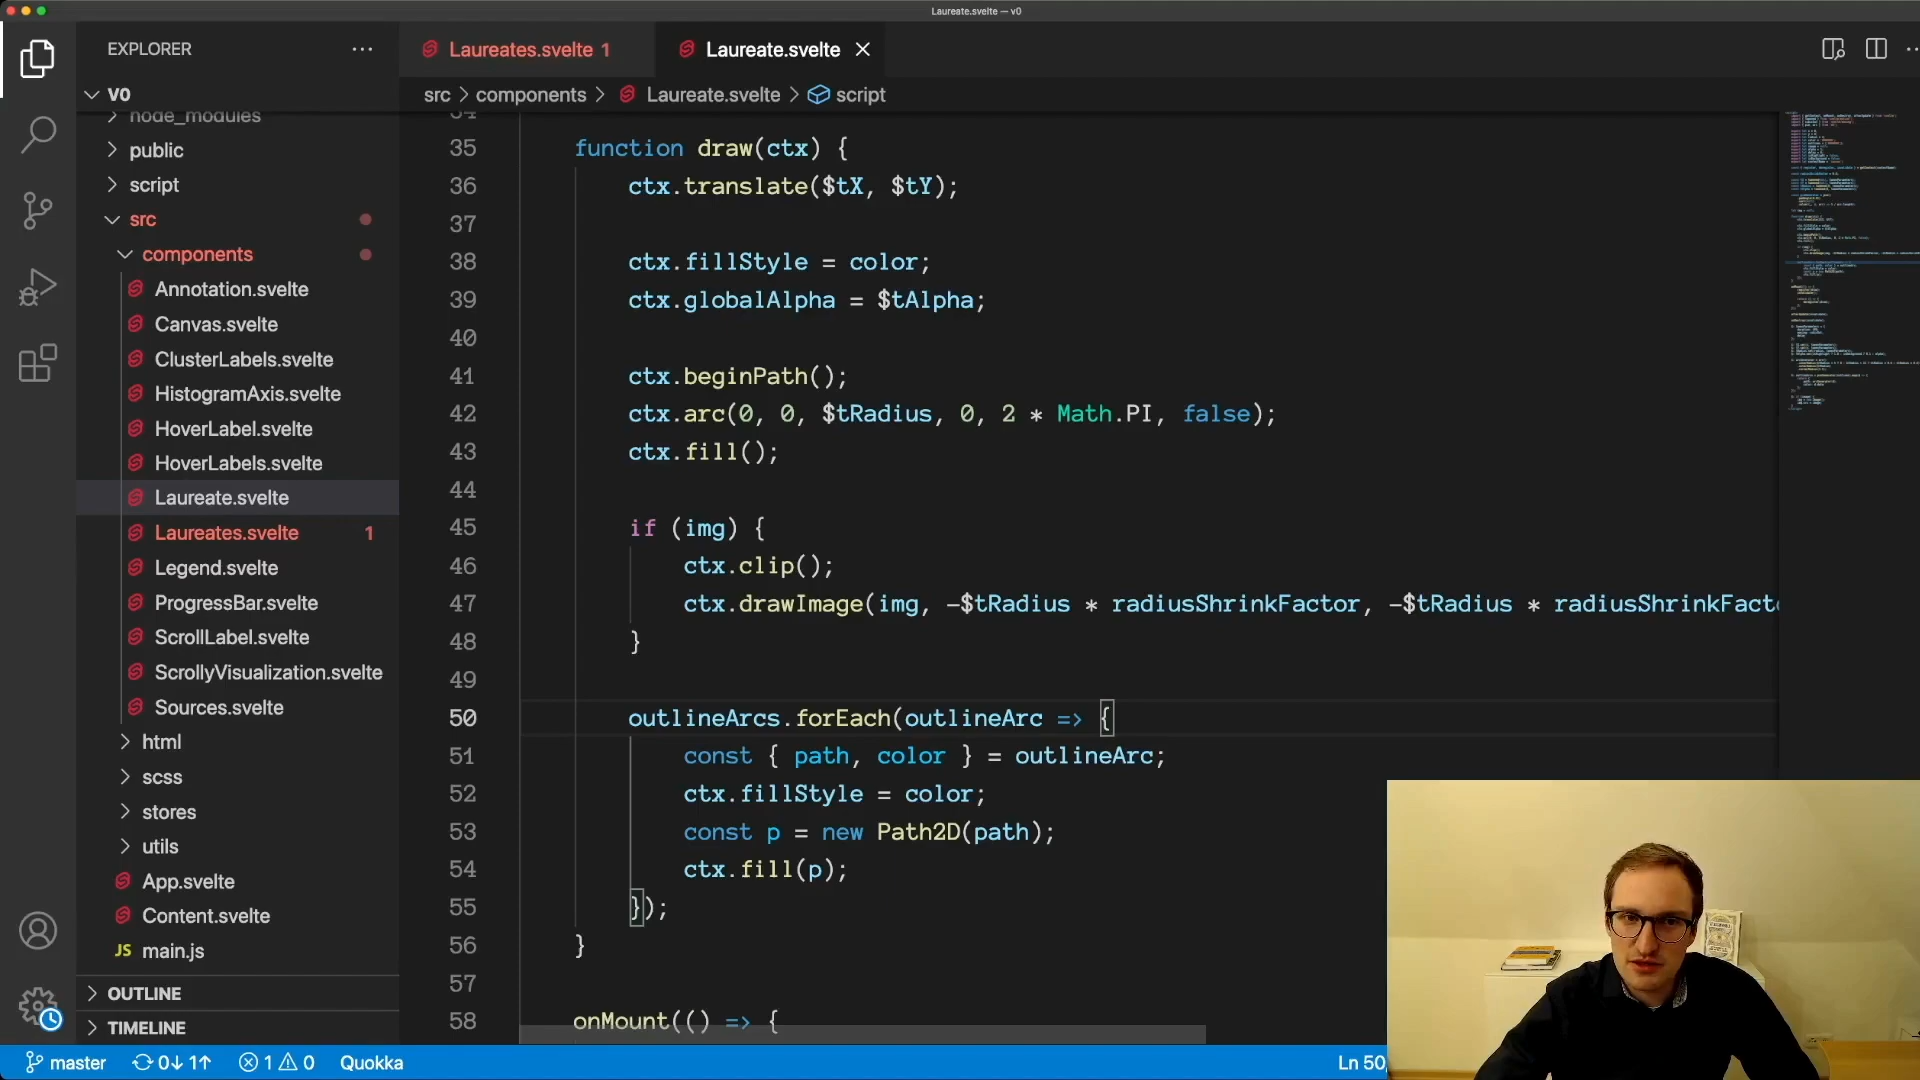 Laureate.svelte — v0
EXPLORER
Laureates.svelte 1
Laureate.svelte
V0
src > components > Laureate.svelte > script
node_modules
public
script
src
components
Annotation.svelte
Canvas.svelte
ClusterLabels.svelte
HistogramAxis.svelte
HoverLabel.svelte
HoverLabels.svelte
Laureate.svelte
Laureates.svelte 1
Legend.svelte
ProgressBar.svelte
ScrollLabel.svelte
ScrollyVisualization.svelte
Sources.svelte
html
scss
stores
utils
App.svelte
Content.svelte
JS main.js
OUTLINE
TIMELINE
34
35 function draw(ctx) {
36 ctx.translate($tX, $tY);
37
38 ctx.fillStyle = color;
39 ctx.globalAlpha = $tAlpha;
40
41 ctx.beginPath();
42 ctx.arc(0, 0, $tRadius, 0, 2 * Math.PI, false);
43 ctx.fill();
44
45 if (img) {
46 ctx.clip();
47 ctx.drawImage(img, -$tRadius * radiusShrinkFactor, -$tRadius * radiusShrinkFacto
48 }
49
50 outlineArcs.forEach(outlineArc => {
51 const { path, color } = outlineArc;
52 ctx.fillStyle = color;
53 const p = new Path2D(path);
54 ctx.fill(p);
55 });
56 }
57
58 onMount(() => {
master 0↓ 1↑ 1 0 Quokka Ln 50